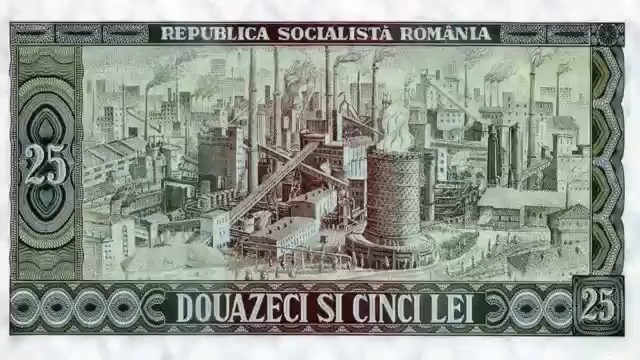 REPUBLICA SOCIALISTĂ ROMÂNIA
25
DOUAZECI SI CINCI LEI
25